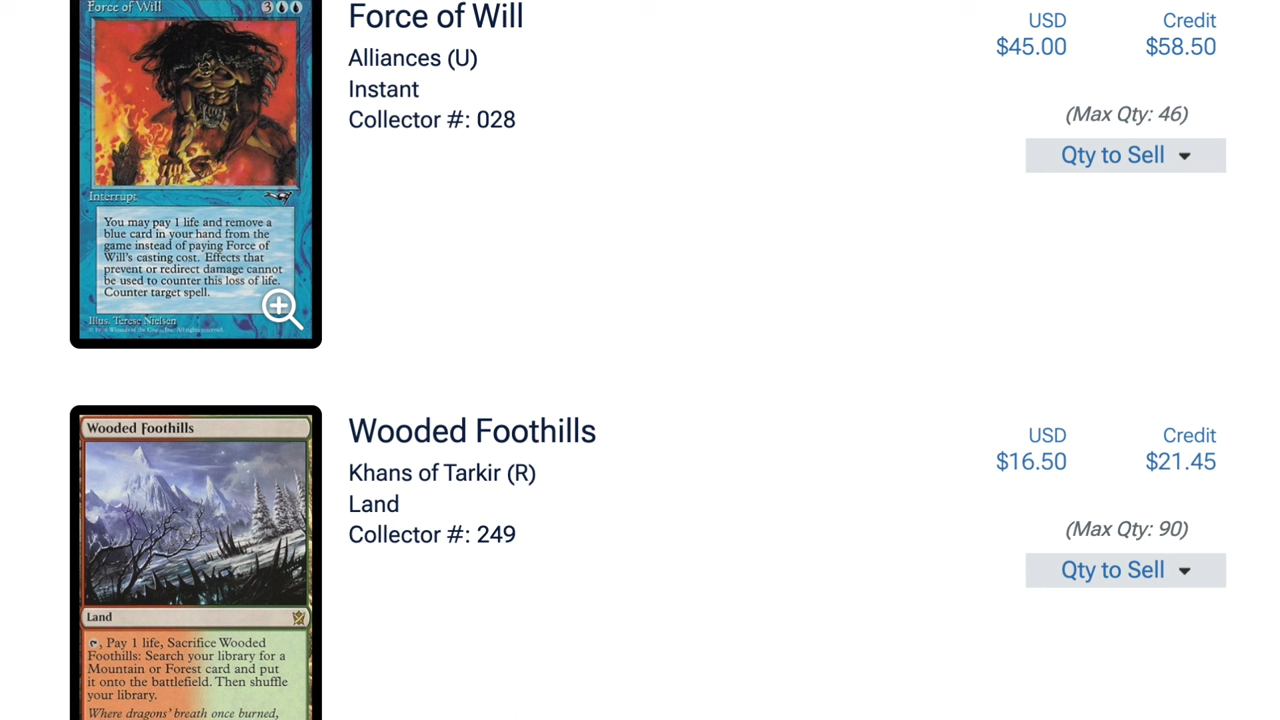 Force of Will
Force of Will
3
USD
Credit
Alliances (U)
$45.00
$58.50
Instant
Collector #: 028
(Max Qty: 46)
Qty to Sell
Interrupt
You may pay 1 life and remove a
blue card in your hand from the
game instead of paying Force of
Will's casting cost. Effects that
prevent or redirect damage cannot
be used to counter this loss of life.
Counter target spell.
Illus. Terese Nielsen
Wooded Foothills
Wooded Foothills
USD
Credit
Khans of Tarkir (R)
$16.50
$21.45
Land
Collector #: 249
(Max Qty: 90)
Qty to Sell
Land
, Pay 1 life, Sacrifice Wooded
Foothills: Search your library for a
Mountain or Forest card and put
it onto the battlefield. Then shuffle
your library.
Where dragons' breath once burned,